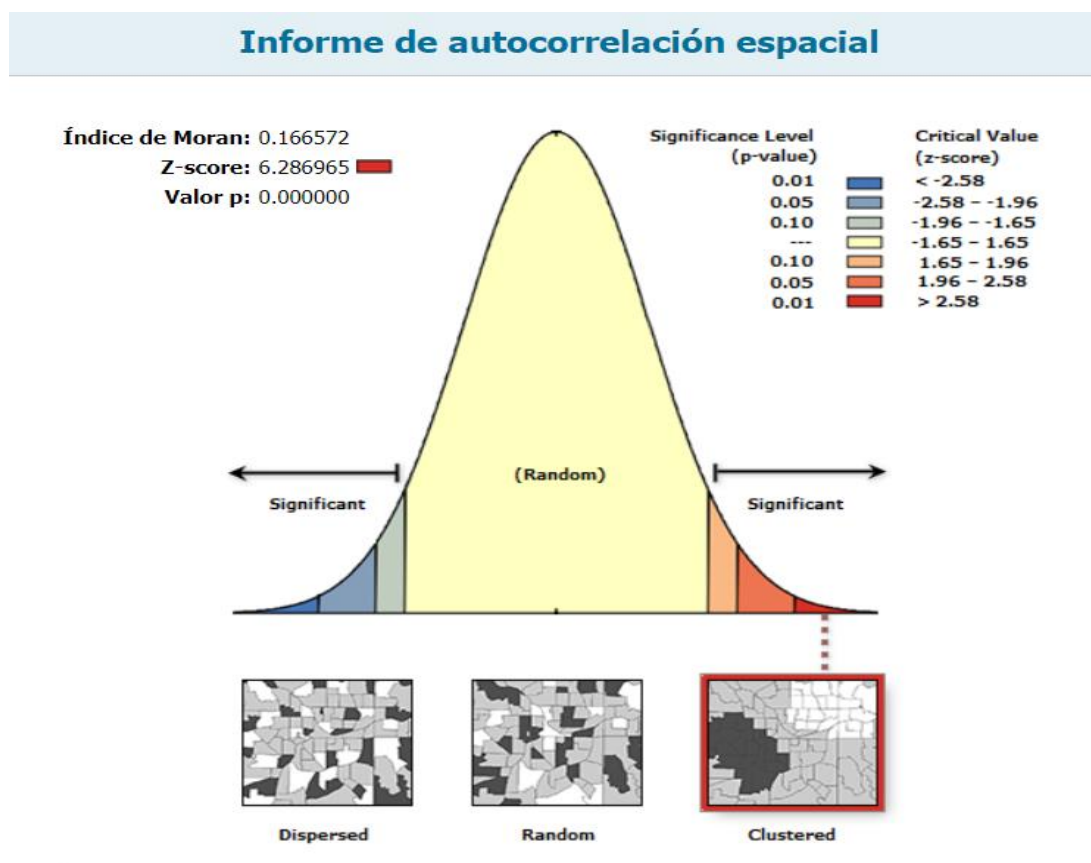 Informe de autocorrelación espacial
Índice de Moran: 0.166572
Z-score: 6.286965
Valor p: 0.000000
Significance Level
(p-value)
Critical Value
(z-score)
0.01 < -2.58
0.05 -2.58 – -1.96
0.10 -1.96 – -1.65
--- -1.65 – 1.65
0.10 1.65 – 1.96
0.05 1.96 – 2.58
0.01 > 2.58
(Random)
Significant
Significant
Dispersed
Random
Clustered